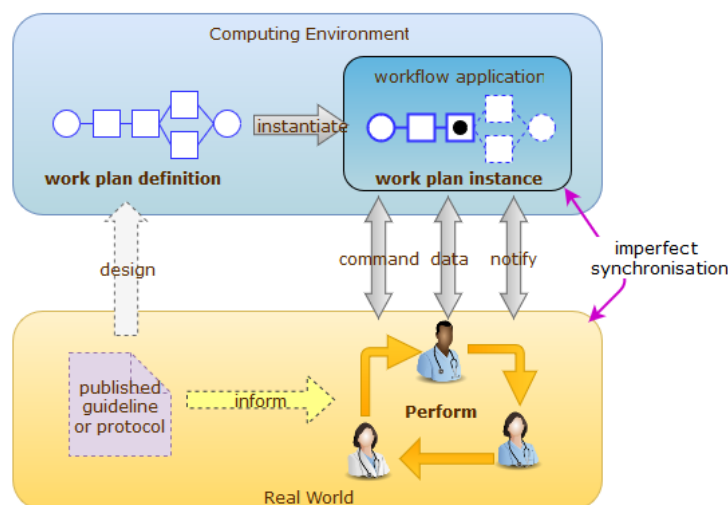 Computing Environment
workflow application
instantiate
work plan definition
work plan instance
design
command
data
notify
imperfect
synchronisation
published
guideline
or protocol
inform
Perform
Real World